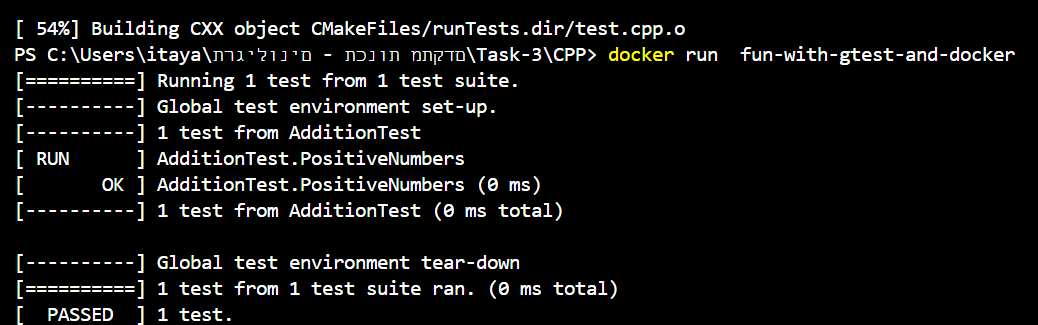 [ 54%] Building CXX object CMakeFiles/runTests.dir/test.cpp.o
PS C:\Users\itaya\תרגילונים - תכנות מתקדם\Task-3\CPP> docker run  fun-with-gtest-and-docker
[==========] Running 1 test from 1 test suite.
[----------] Global test environment set-up.
[----------] 1 test from AdditionTest
[ RUN      ] AdditionTest.PositiveNumbers
[       OK ] AdditionTest.PositiveNumbers (0 ms)
[----------] 1 test from AdditionTest (0 ms total)
[----------] Global test environment tear-down
[==========] 1 test from 1 test suite ran. (0 ms total)
[  PASSED  ] 1 test.